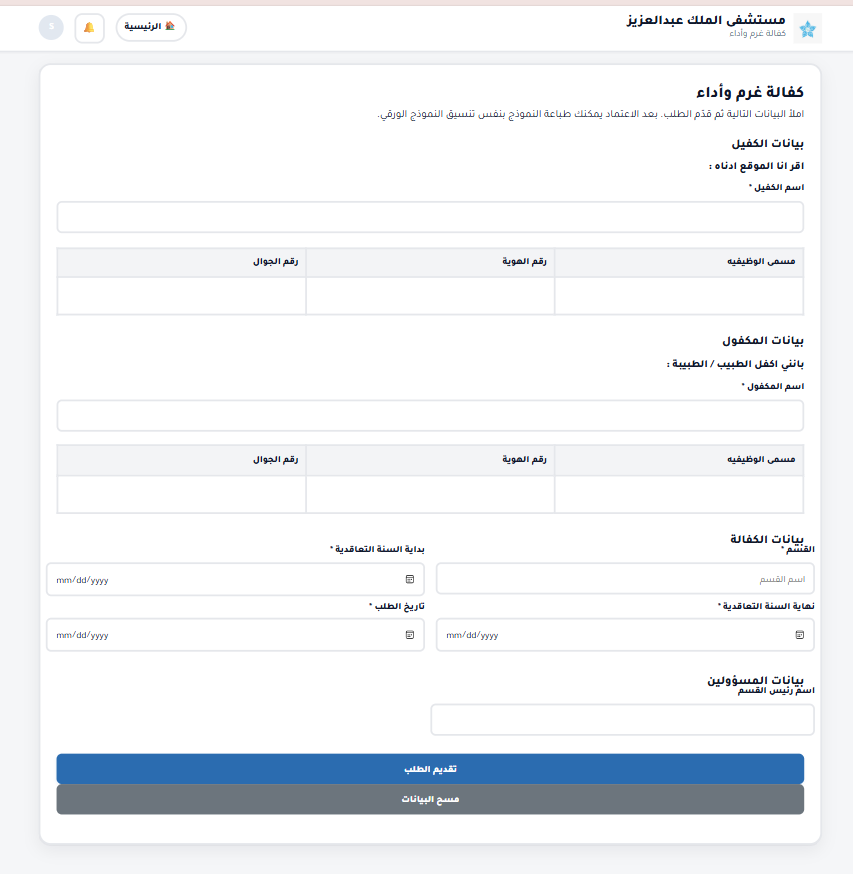 مستشفى الملك عبدالعزيز
كفالة غرم وأداء
الرئيسية
S
كفالة غرم وأداء
املأ البيانات التالية ثم قدّم الطلب. بعد الاعتماد يمكنك طباعة النموذج بنفس تنسيق النموذج الورقي.
بيانات الكفيل
اقر انا الموقع ادناه :
اسم الكفيل *
مسمى الوظيفيه رقم الهوية رقم الجوال
بيانات المكفول
بانني اكفل الطبيب / الطبيبة :
اسم المكفول *
مسمى الوظيفيه رقم الهوية رقم الجوال
بيانات الكفالة
القسم * بداية السنة التعاقدية *
اسم القسم mm/dd/yyyy
نهاية السنة التعاقدية * تاريخ الطلب *
mm/dd/yyyy mm/dd/yyyy
بيانات المسؤولين
اسم رئيس القسم
تقديم الطلب
مسح البيانات